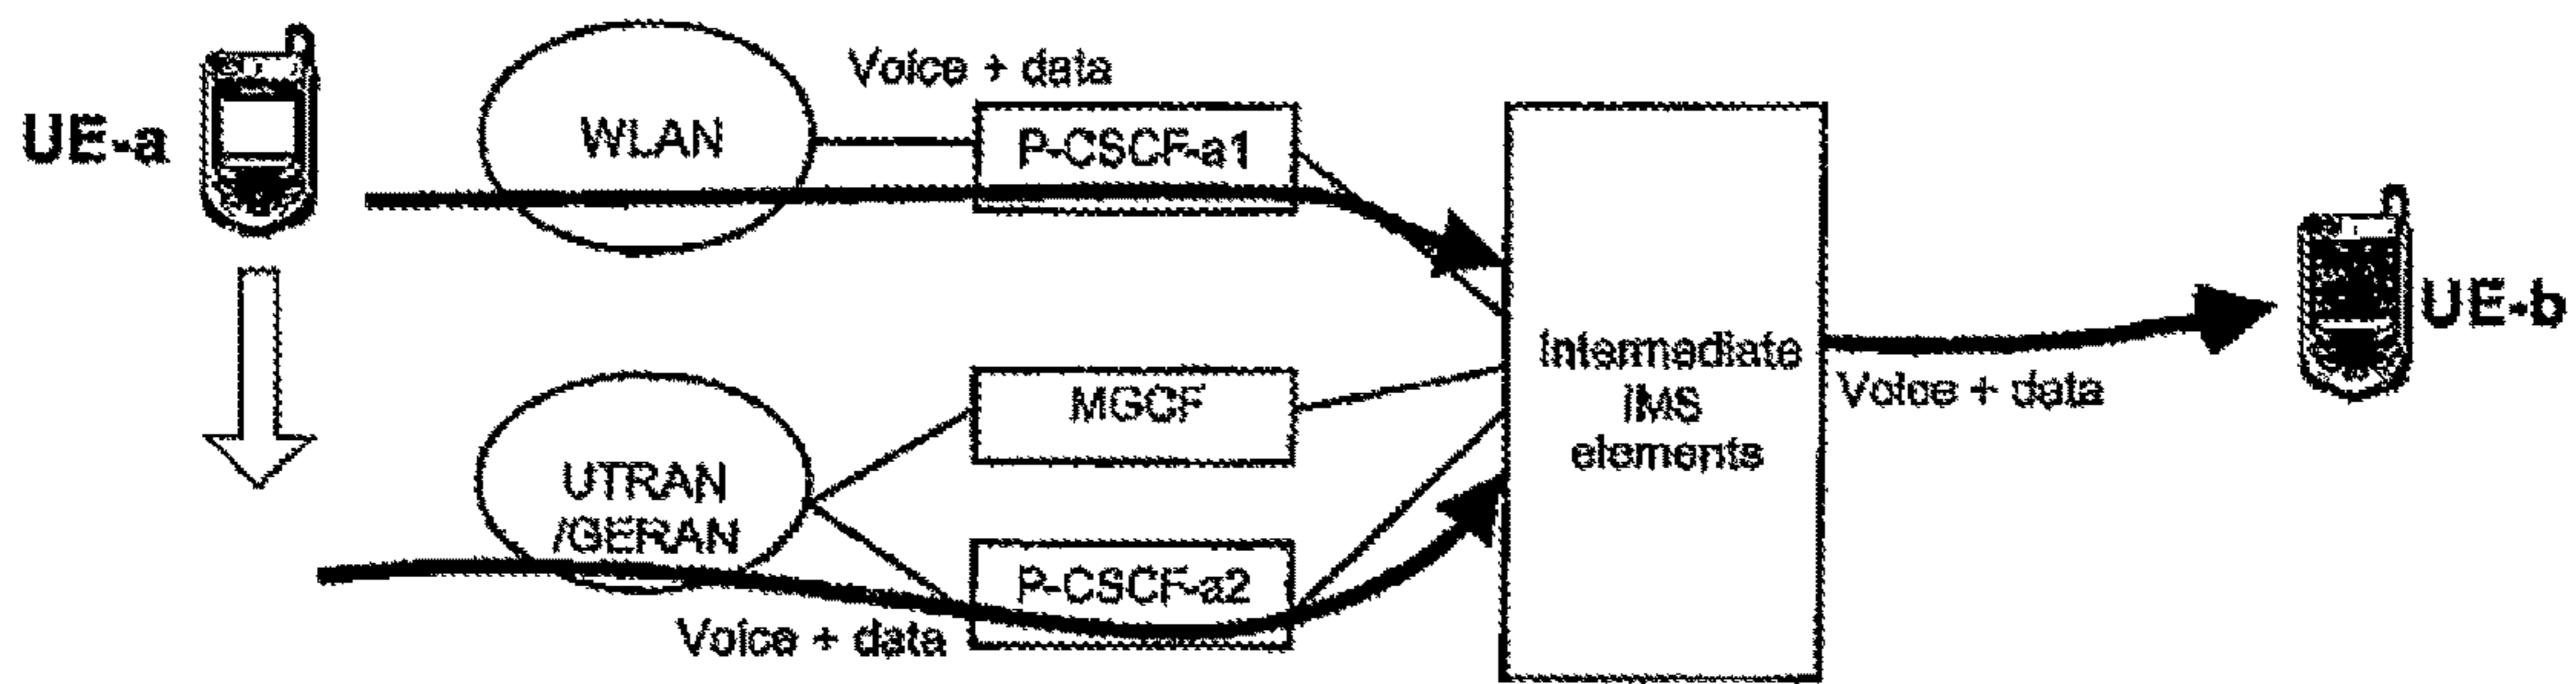 Voice + data
UE-a
WLAN
P-CSCF-a1
UE-b
Intermediate
IMS
elements
Voice + data
MGCF
UTRAN
/GERAN
P-CSCF-a2
Voice + data